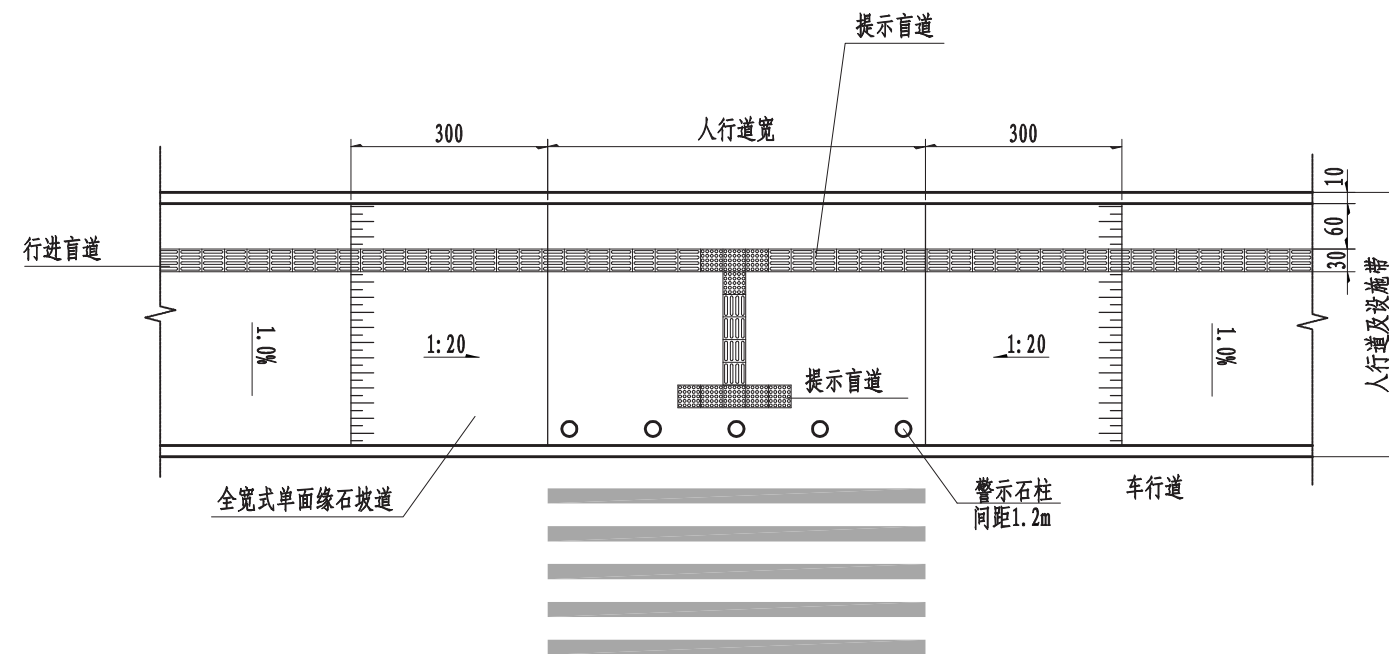 提示盲道
300
人行道宽
300
10
60
30
行进盲道
人行道及设施带
1.0%
1:20
1:20
1.0%
提示盲道
全宽式单面缘石坡道
警示石柱
间距1.2m
车行道